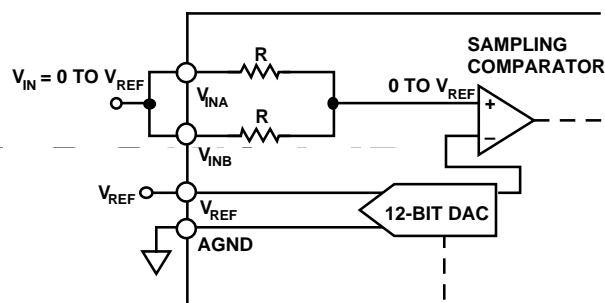 R
SAMPLING
COMPARATOR
V_IN = 0 TO V_REF
V_INA
0 TO V_REF
+
R
–
V_INB
V_REF
V_REF
12-BIT DAC
AGND